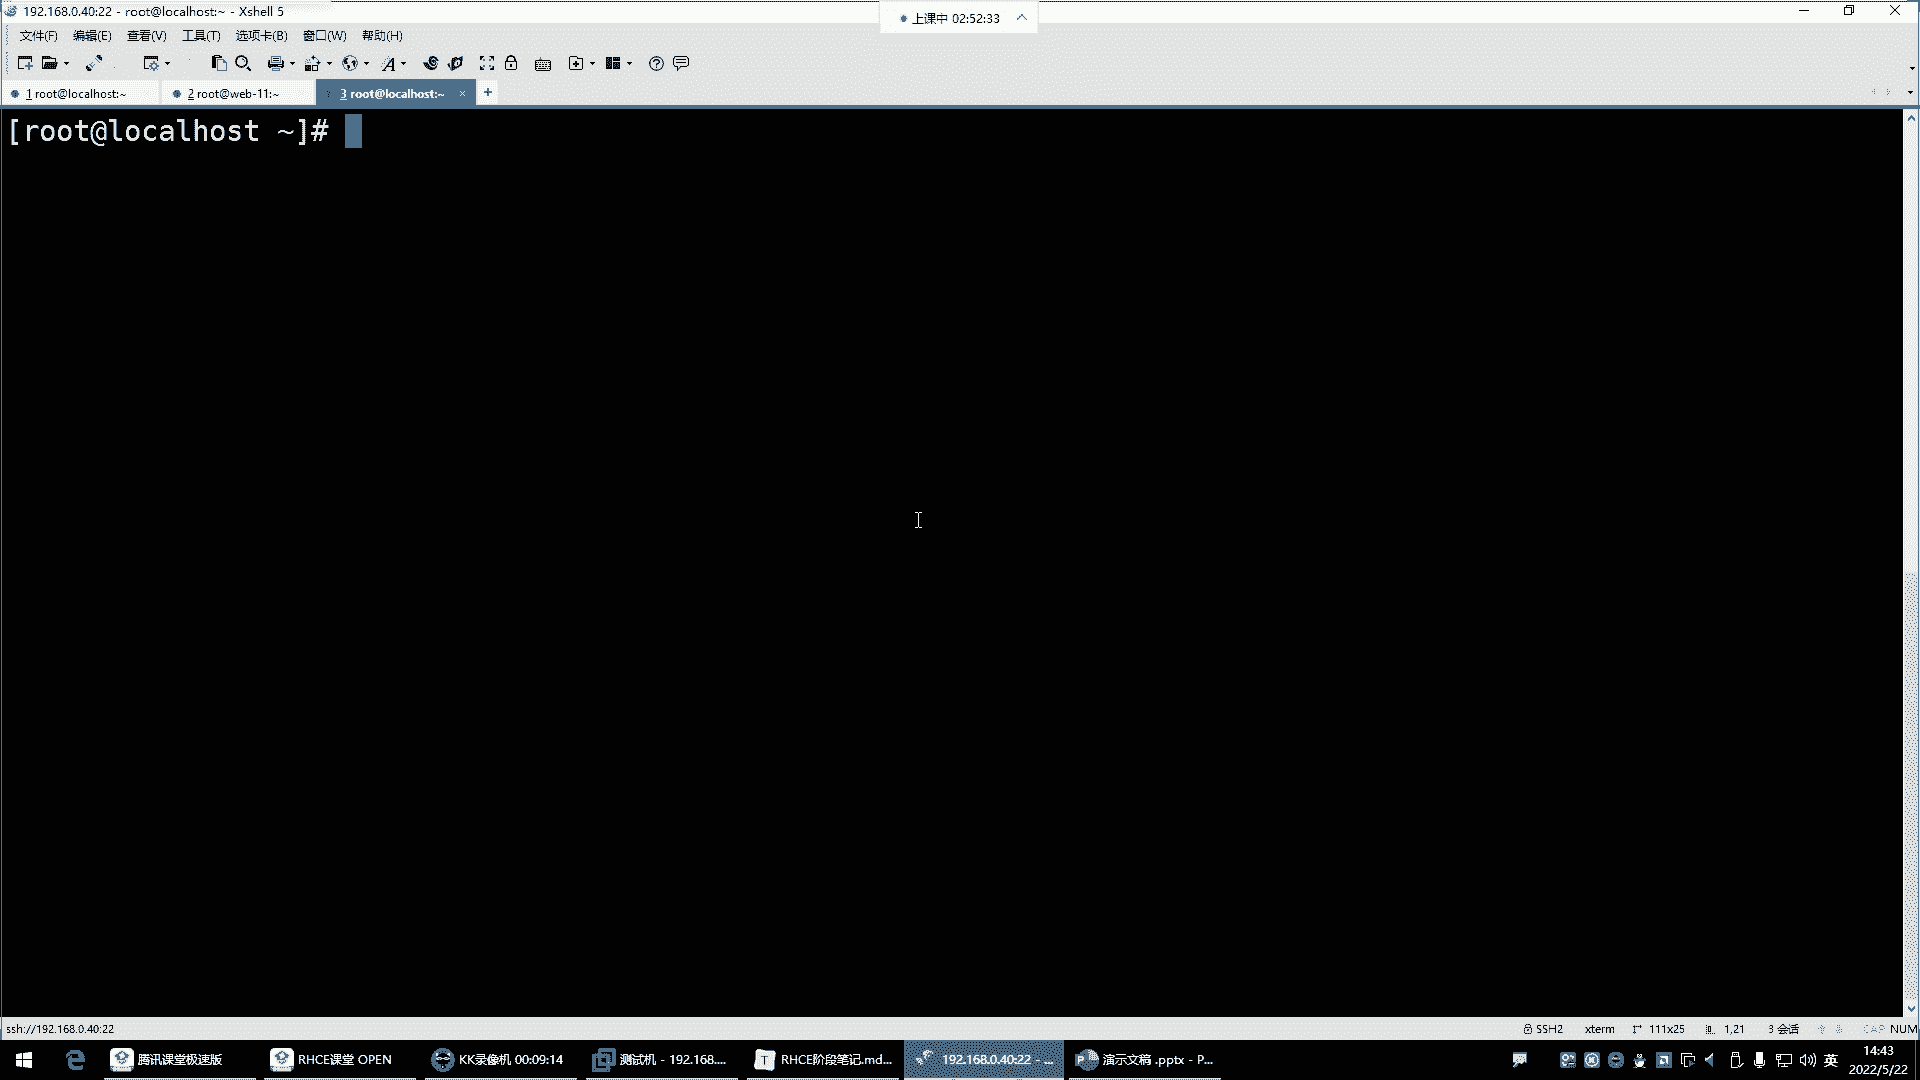 192.168.0.40:22 - root@localhost:~ - Xshell 5
上课中 02:52:33
文件(F) 编辑(E) 查看(V) 工具(T) 选项卡(B) 窗口(W) 帮助(H)
1 root@localhost:~ 2 root@web-11:~ 3 root@localhost:~ × +
[root@localhost ~]#
ssh://192.168.0.40:22 SSH2 xterm 111x25 1,21 3 会话 CAP NUM
腾讯课堂极速版 RHCE课堂 OPEN KK录像机 00:09:14 测试机 - 192.168.... RHCE阶段笔记.md... 192.168.0.40:22 - ... 演示文稿 .pptx - P... 英 14:43
2022/5/22